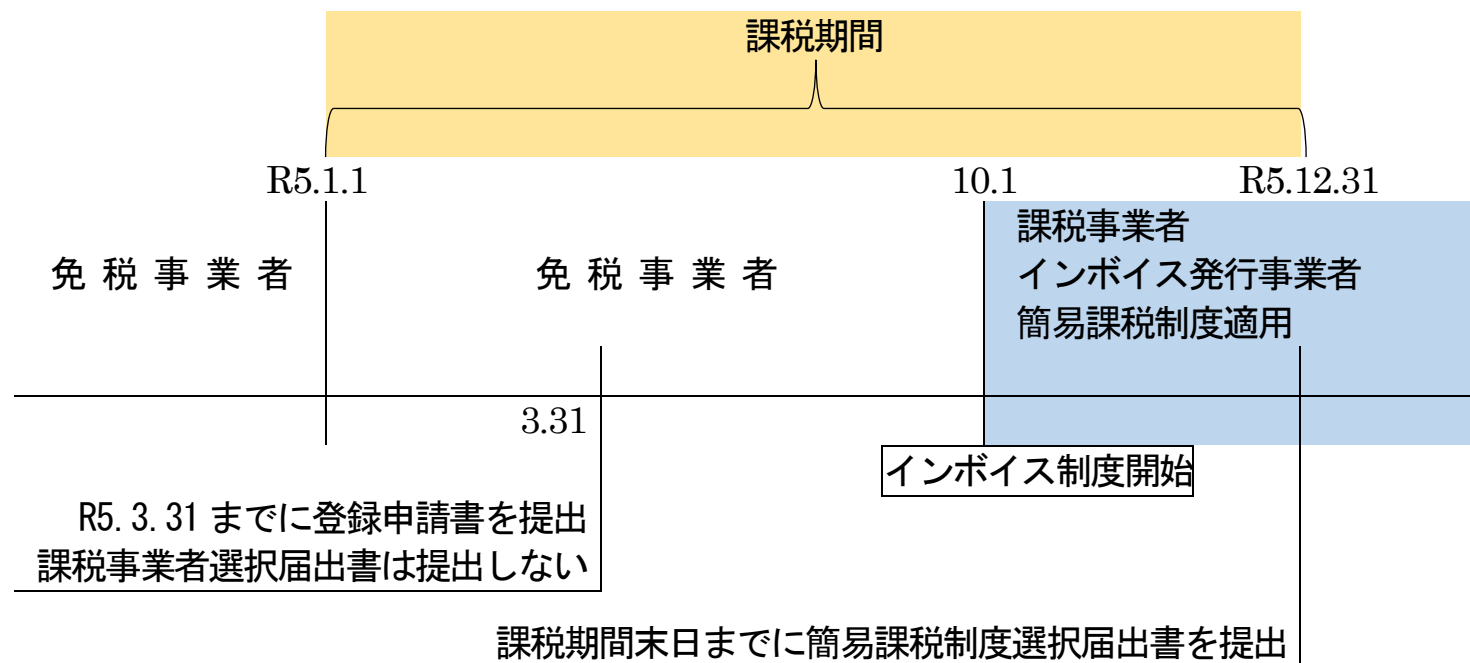 課税期間
R5.1.1
10.1
R5.12.31
免税事業者
免税事業者
課税事業者
インボイス発行事業者
簡易課税制度適用
3.31
インボイス制度開始
R5.3.31 までに登録申請書を提出
課税事業者選択届出書は提出しない
課税期間末日までに簡易課税制度選択届出書を提出